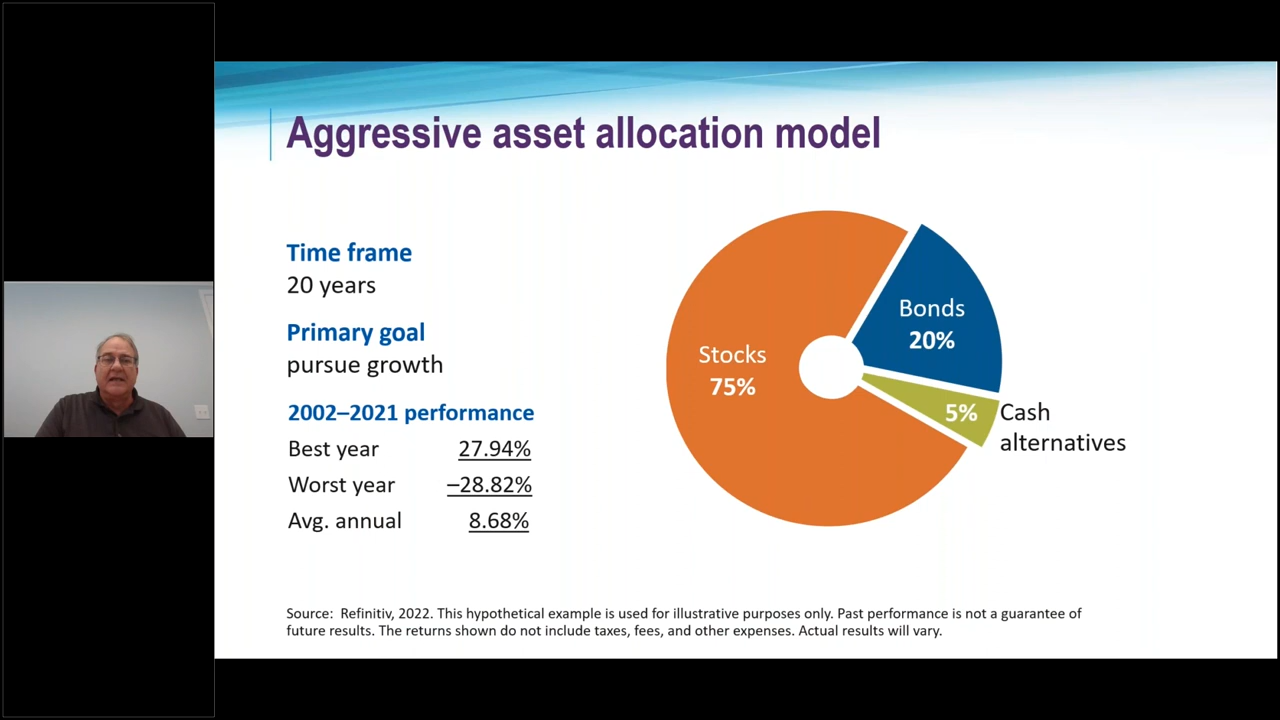 Aggressive asset allocation model
Time frame
20 years
Primary goal
pursue growth
2002–2021 performance
Best year 27.94%
Worst year –28.82%
Avg. annual 8.68%
Stocks
75%
Bonds
20%
5%
Cash
alternatives
Source: Refinitiv, 2022. This hypothetical example is used for illustrative purposes only. Past performance is not a guarantee of
future results. The returns shown do not include taxes, fees, and other expenses. Actual results will vary.